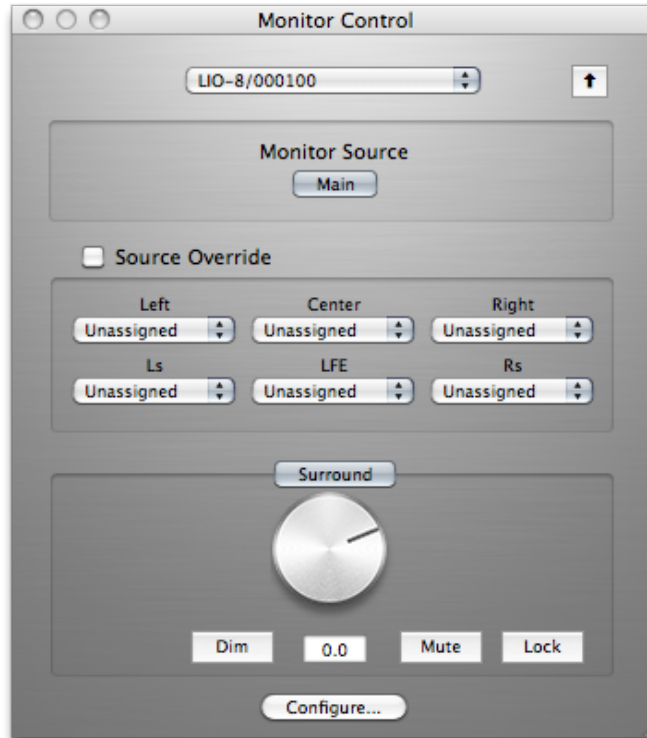 Monitor Control
LIO-8/000100
Monitor Source
Main
Source Override
Left Center Right
Unassigned Unassigned Unassigned
Ls LFE Rs
Unassigned Unassigned Unassigned
Surround
Dim 0.0 Mute Lock
Configure...